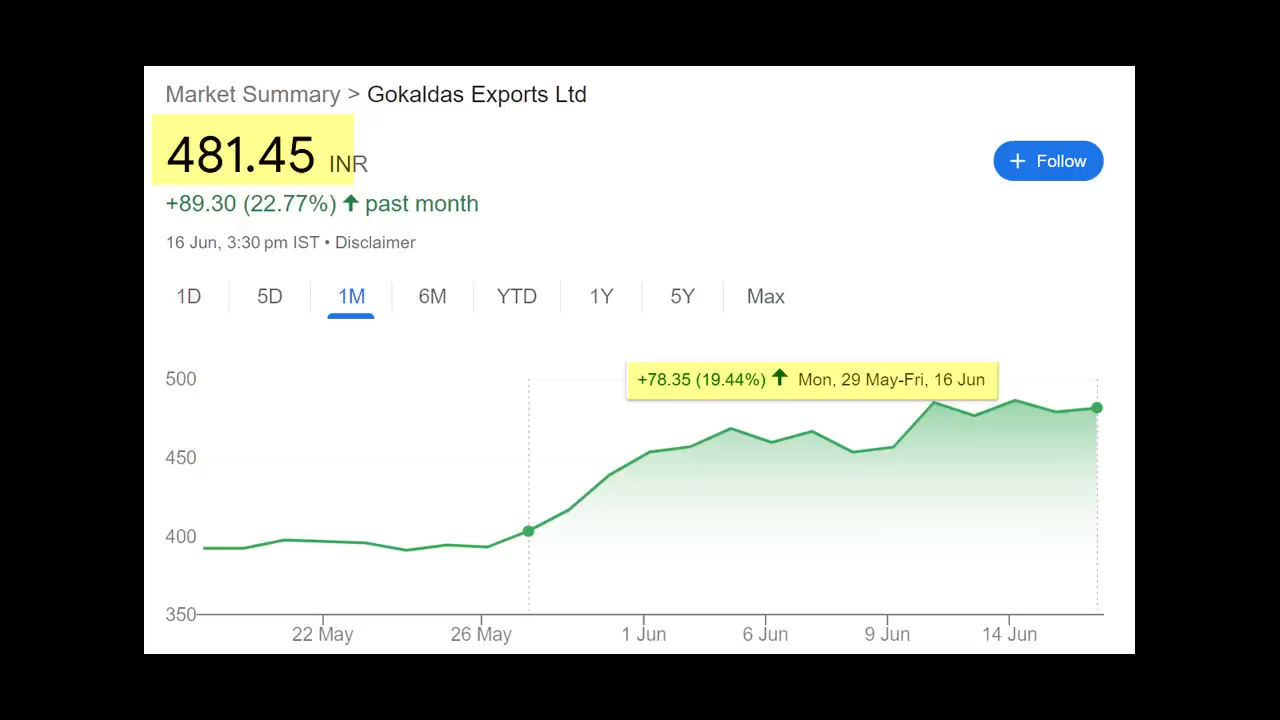 Market Summary > Gokaldas Exports Ltd
481.45 INR
+ Follow
+89.30 (22.77%) ↑ past month
16 Jun, 3:30 pm IST • Disclaimer
1D 5D 1M 6M YTD 1Y 5Y Max
+78.35 (19.44%) ↑ Mon, 29 May-Fri, 16 Jun
500
450
400
350
22 May 26 May 1 Jun 6 Jun 9 Jun 14 Jun